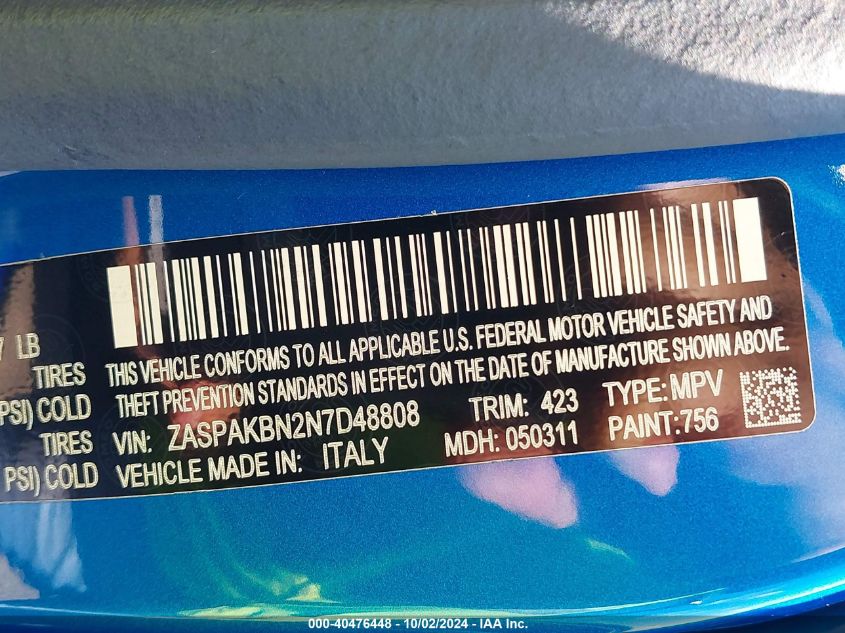 7 LB
TIRES
PSI) COLD
TIRES
PSI) COLD
THIS VEHICLE CONFORMS TO ALL APPLICABLE U.S. FEDERAL MOTOR VEHICLE SAFETY AND
THEFT PREVENTION STANDARDS IN EFFECT ON THE DATE OF MANUFACTURE SHOWN ABOVE.
VIN: ZASPAKBN2N7D48808 TRIM: 423 TYPE: MPV
VEHICLE MADE IN: ITALY MDH: 050311 PAINT: 756
000-40476448 - 10/02/2024 - IAA Inc.